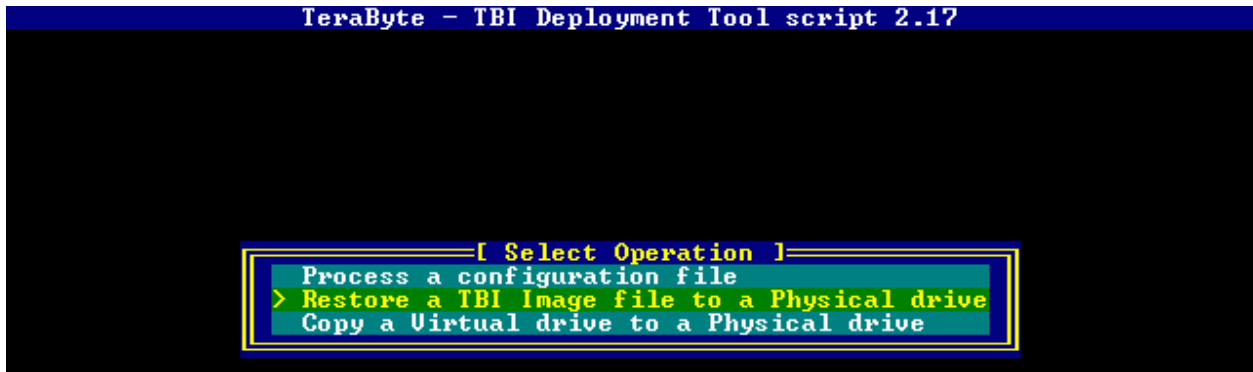 TeraByte - TBI Deployment Tool script 2.17
[ Select Operation ]
Process a configuration file
> Restore a TBI Image file to a Physical drive
Copy a Virtual drive to a Physical drive